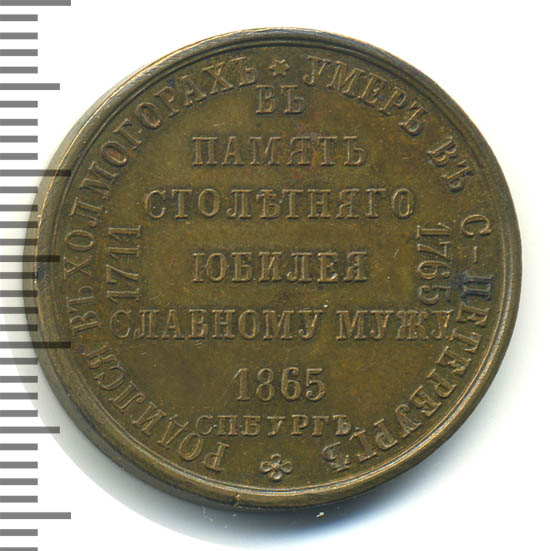 РОДИЛСЯ ВЪ ХОЛМОГОРАХЪ
УМЕРЪ ВЪ С-ПЕТЕРБУРГѢ
1711
1765
ВЪ
ПАМЯТЬ
СТОЛѢТНЯГО
ЮБИЛЕЯ
СЛАВНОМУ МУЖУ
1865
СПБУРГЪ